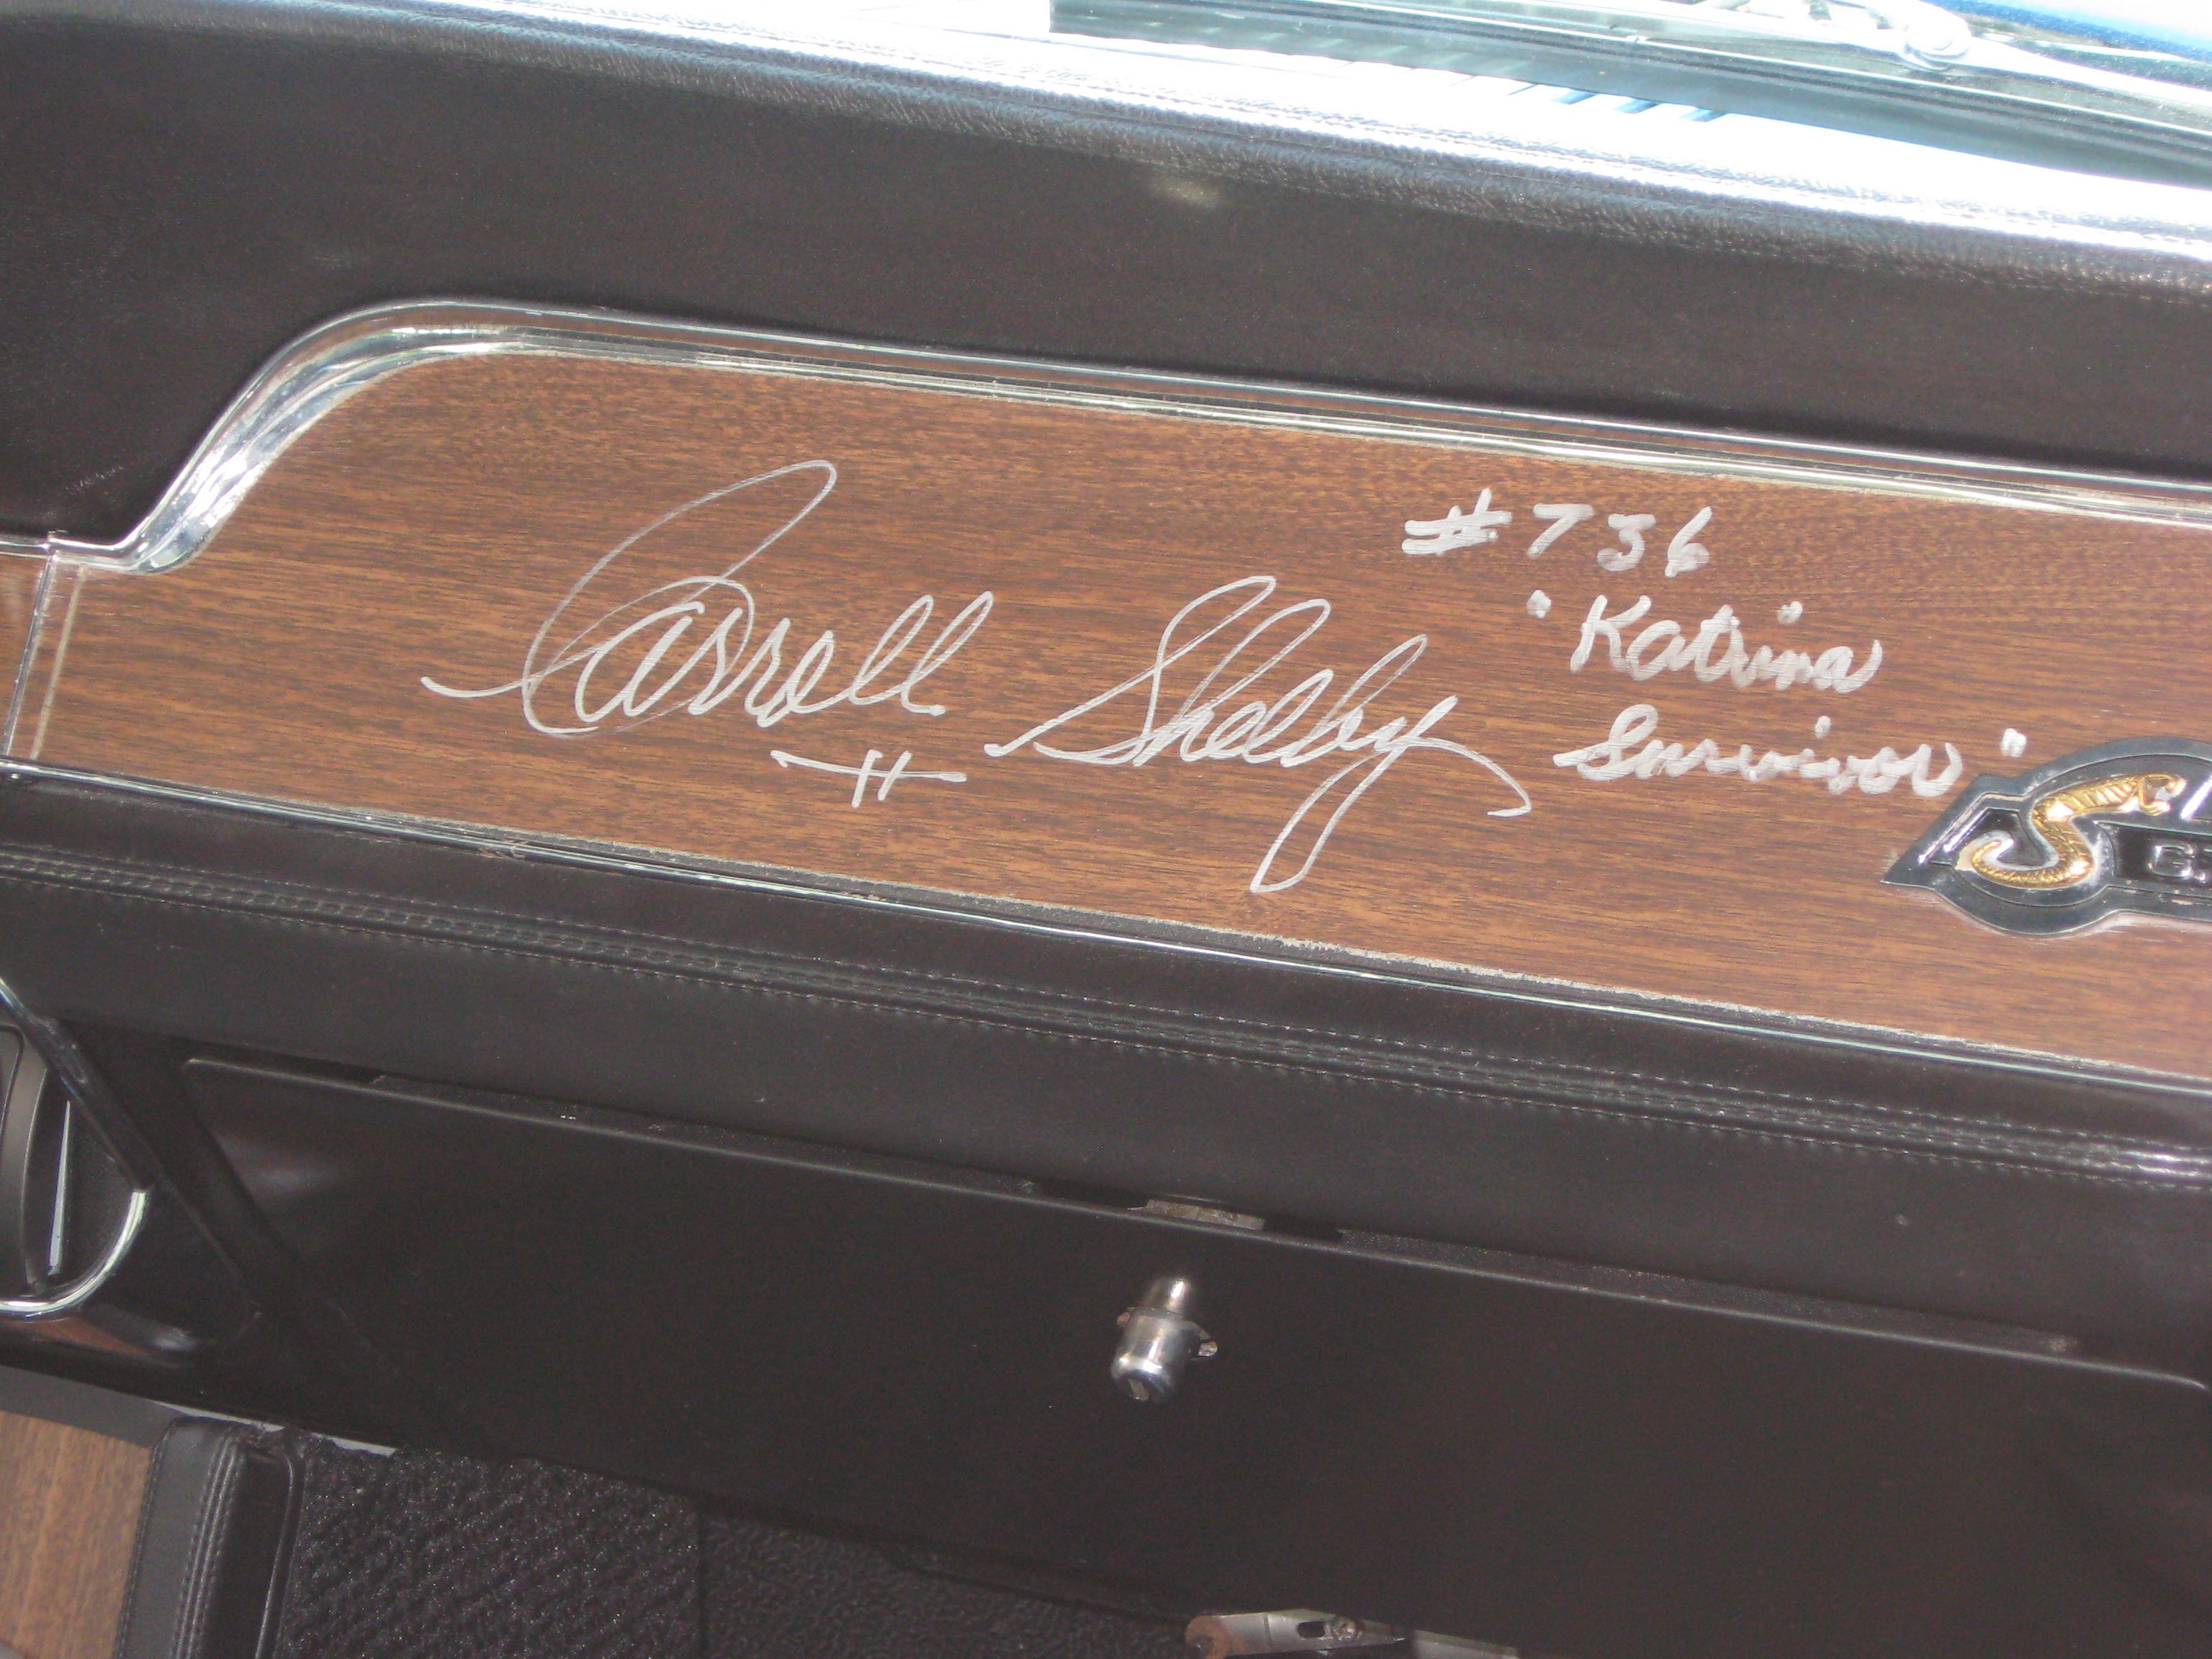 Carroll Shelby
#736
"Katrina
Survivor"